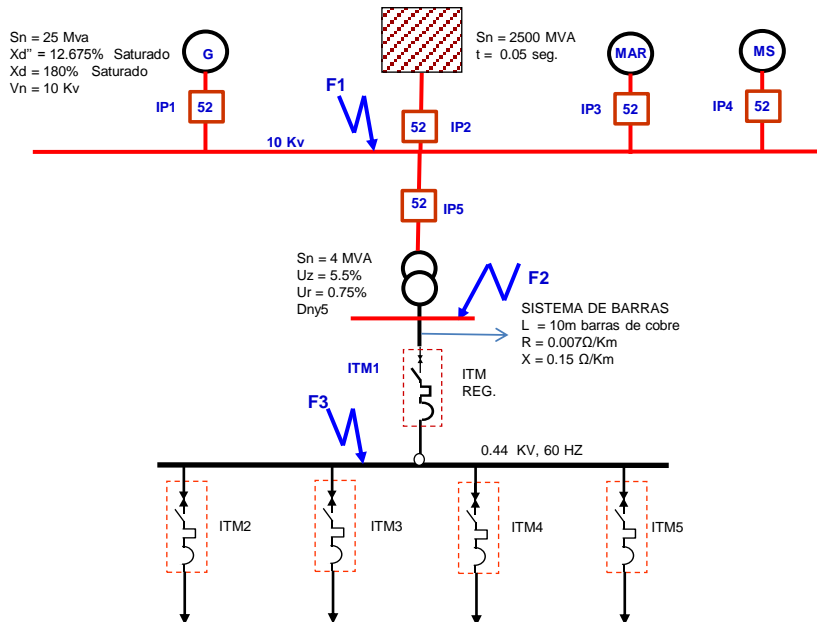 Sn = 25 Mva
Xd" = 12.675% Saturado
Xd = 180% Saturado
Vn = 10 Kv
G
IP1
52
F1
Sn = 2500 MVA
t = 0.05 seg.
52
IP2
MAR
IP3
52
MS
IP4
52
10 Kv
52
IP5
Sn = 4 MVA
Uz = 5.5%
Ur = 0.75%
Dny5
F2
SISTEMA DE BARRAS
L = 10m barras de cobre
R = 0.007Ω/Km
X = 0.15 Ω/Km
ITM1
ITM
REG.
F3
0.44 KV, 60 HZ
ITM2
ITM3
ITM4
ITM5